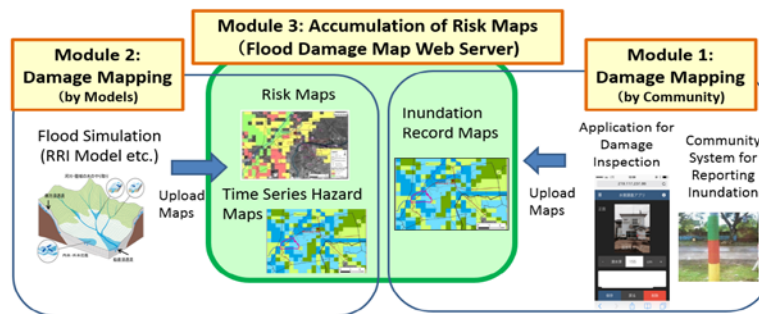 Module 3: Accumulation of Risk Maps
(Flood Damage Map Web Server)
Module 2:
Damage Mapping
(by Models)
Module 1:
Damage Mapping
(by Community)
Flood Simulation
(RRI Model etc.)
Upload
Maps
Risk Maps
Time Series Hazard
Maps
Inundation
Record Maps
Upload
Maps
Application for
Damage
Inspection
Community
System for
Reporting
Inundation